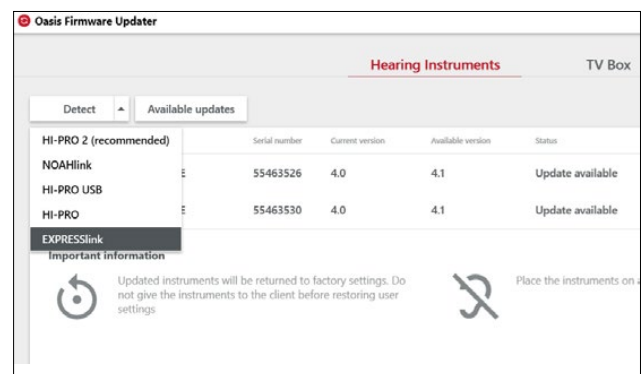 Oasis Firmware Updater
Hearing Instruments TV Box
Detect Available updates
HI-PRO 2 (recommended) Serial number Current version Available version Status
NOAHlink E 55463526 4.0 4.1 Update available
HI-PRO USB
HI-PRO E 55463530 4.0 4.1 Update available
EXPRESSlink
Important information
Updated instruments will be returned to factory settings. Do
not give the instruments to the client before restoring user
settings
Place the instruments on